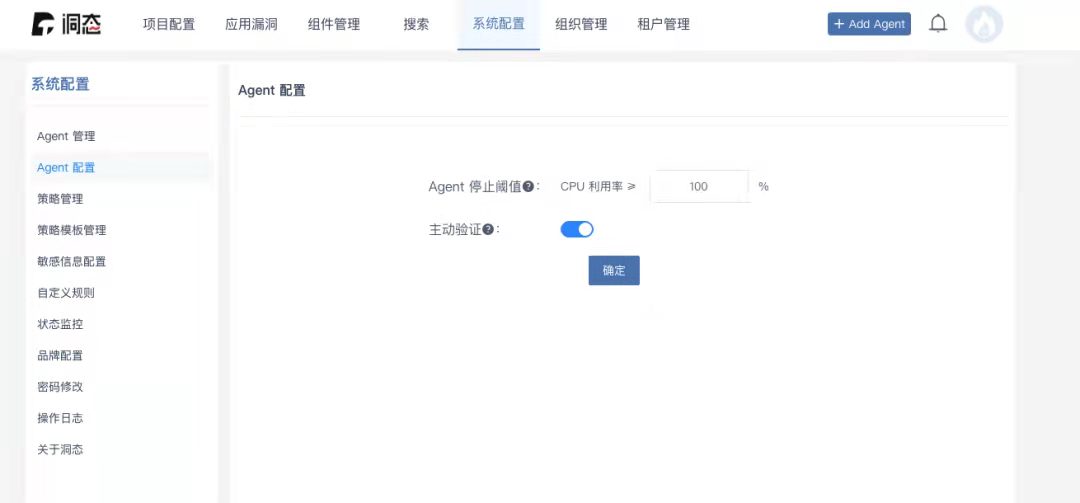 洞态 项目配置 应用漏洞 组件管理 搜索 系统配置 组织管理 租户管理 + Add Agent
系统配置
Agent 管理
Agent 配置
策略管理
策略模板管理
敏感信息配置
自定义规则
状态监控
品牌配置
密码修改
操作日志
关于洞态
Agent 配置
Agent 停止阈值?: CPU 利用率 ≥ 100 %
主动验证?:
确定